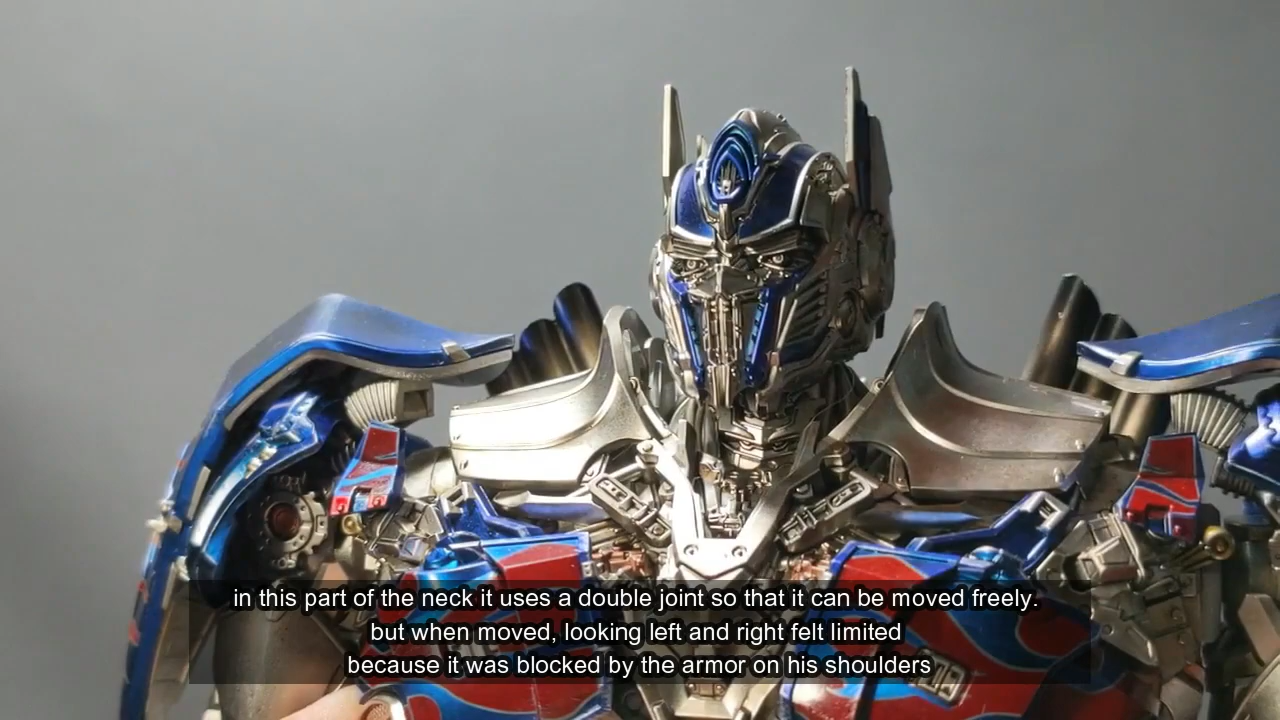 in this part of the neck it uses a double joint so that it can be moved freely.
but when moved, looking left and right felt limited
because it was blocked by the armor on his shoulders